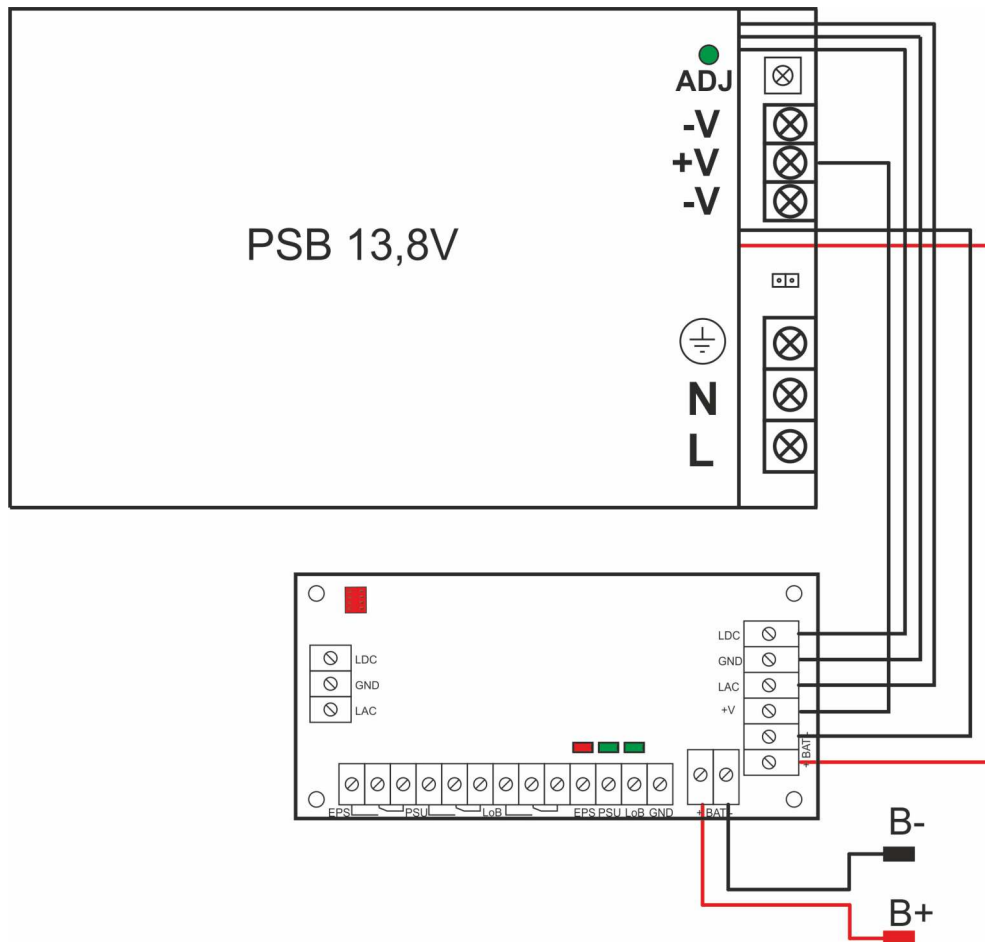 ADJ
-V
+V
-V
PSB 13,8V
N
L
LDC
GND
LAC
+V
+ BAT -
LDC
GND
LAC
EPS PSU LoB EPS PSU LoB GND + BAT -
B-
B+